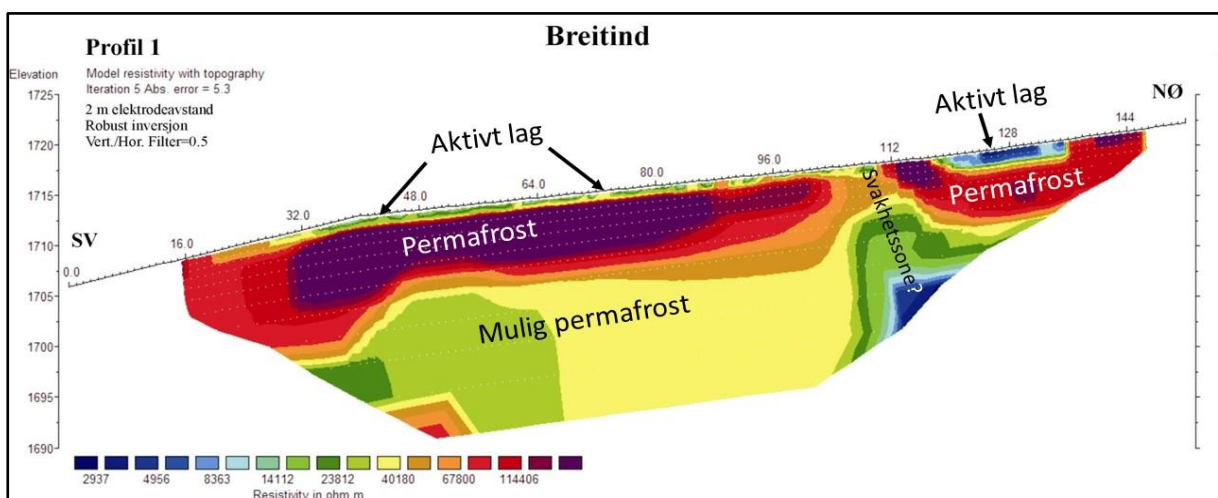 Breitind
Profil 1
Elevation
Model resistivity with topography
Iteration 5 Abs. error = 5.3
2 m elektrodeavstand
Robust inversjon
Vert./Hor. Filter=0.5
Aktivt lag
Aktivt lag
NØ
SV
1725
1720
1715
1710
1705
1700
1695
1690
0.0
16.0
32.0
48.0
64.0
80.0
96.0
112
128
144
Permafrost
Permafrost
Svakhetssone?
Mulig permafrost
2937 4956 8363 14112 23812 40180 67800 114406
Resistivity in ohm.m